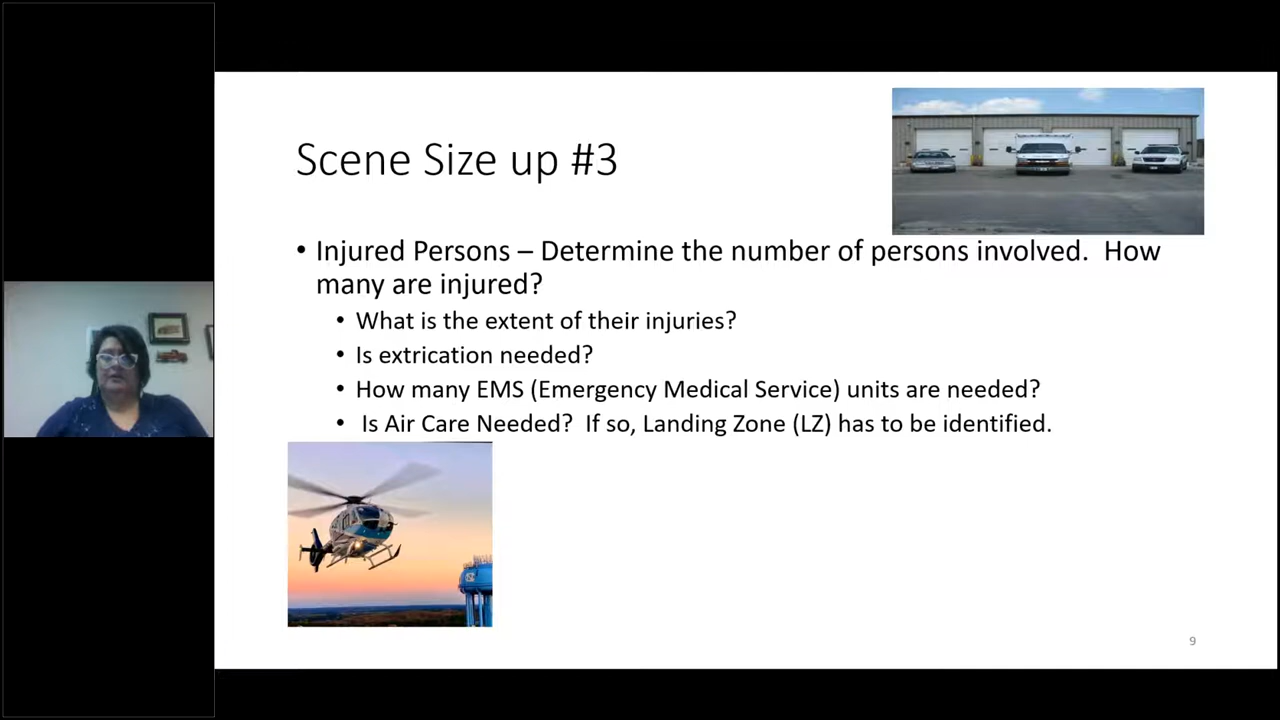 Scene Size up #3
• Injured Persons – Determine the number of persons involved.  How
many are injured?
• What is the extent of their injuries?
• Is extrication needed?
• How many EMS (Emergency Medical Service) units are needed?
• Is Air Care Needed?  If so, Landing Zone (LZ) has to be identified.
9